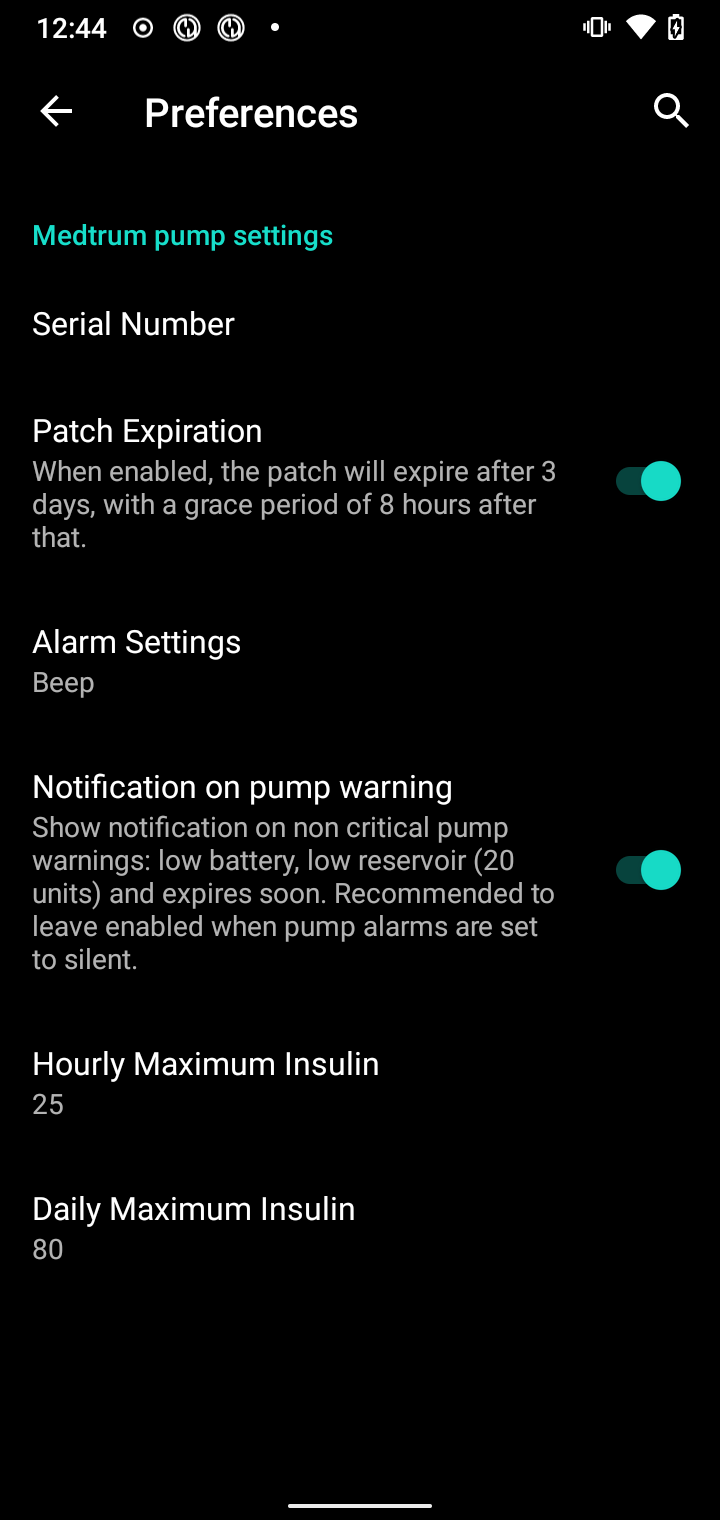 12:44
Preferences
Medtrum pump settings
Serial Number
Patch Expiration
When enabled, the patch will expire after 3
days, with a grace period of 8 hours after
that.
Alarm Settings
Beep
Notification on pump warning
Show notification on non critical pump
warnings: low battery, low reservoir (20
units) and expires soon. Recommended to
leave enabled when pump alarms are set
to silent.
Hourly Maximum Insulin
25
Daily Maximum Insulin
80